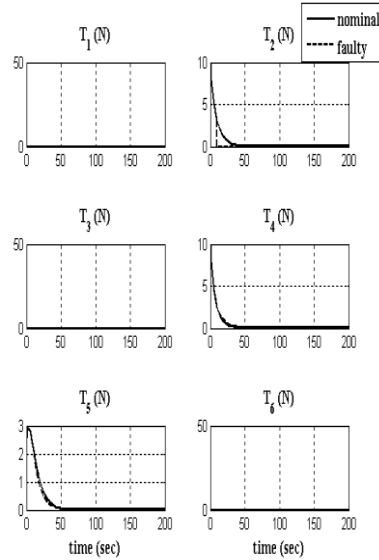 nominal
faulty
T1 (N)
T2 (N)
50
0
0 50 100 150 200
10
5
0
0 50 100 150 200
T3 (N)
T4 (N)
50
0
0 50 100 150 200
10
5
0
0 50 100 150 200
T5 (N)
T6 (N)
3
2
1
0
0 50 100 150 200
time (sec)
50
0
0 50 100 150 200
time (sec)